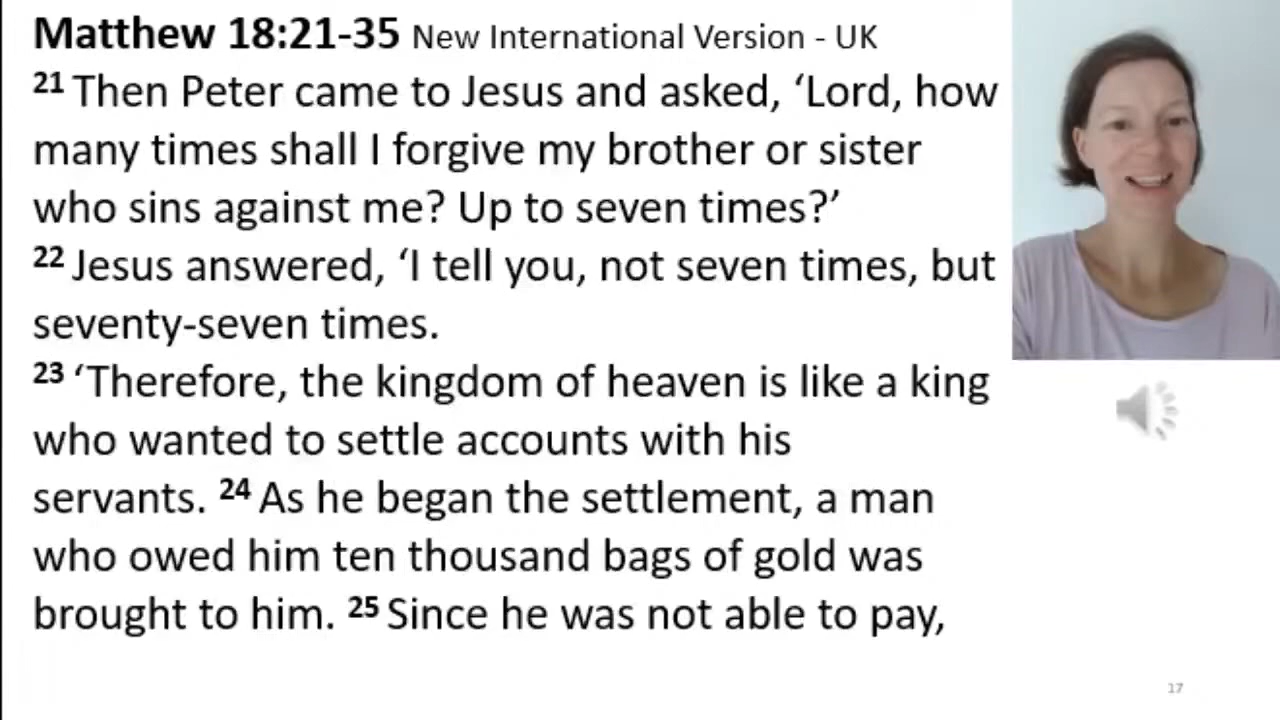 Matthew 18:21-35 New International Version - UK
21 Then Peter came to Jesus and asked, ‘Lord, how
many times shall I forgive my brother or sister
who sins against me? Up to seven times?’
22 Jesus answered, ‘I tell you, not seven times, but
seventy-seven times.
23 ‘Therefore, the kingdom of heaven is like a king
who wanted to settle accounts with his
servants. 24 As he began the settlement, a man
who owed him ten thousand bags of gold was
brought to him. 25 Since he was not able to pay,
17